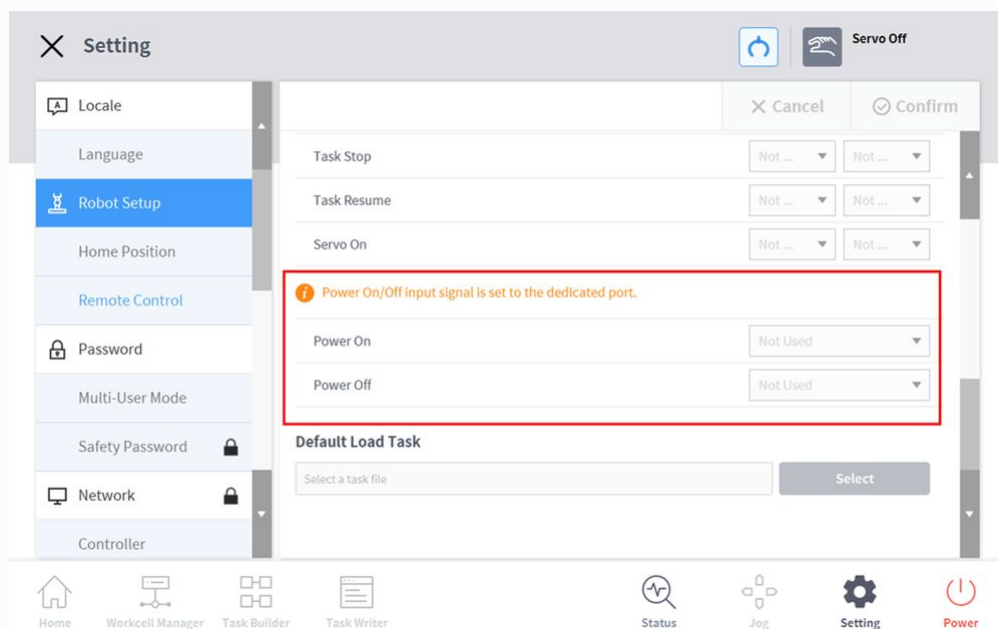 Setting
Servo Off
A Locale
Language
Robot Setup
Home Position
Remote Control
Password
Multi-User Mode
Safety Password
Network
Controller
Cancel
Confirm
Task Stop
Not ...
Not ...
Task Resume
Not ...
Not ...
Servo On
Not ...
Not ...
i Power On/Off input signal is set to the dedicated port.
Power On
Not Used
Power Off
Not Used
Default Load Task
Select a task file
Select
Home
Workcell Manager
Task Builder
Task Writer
Status
Jog
Setting
Power